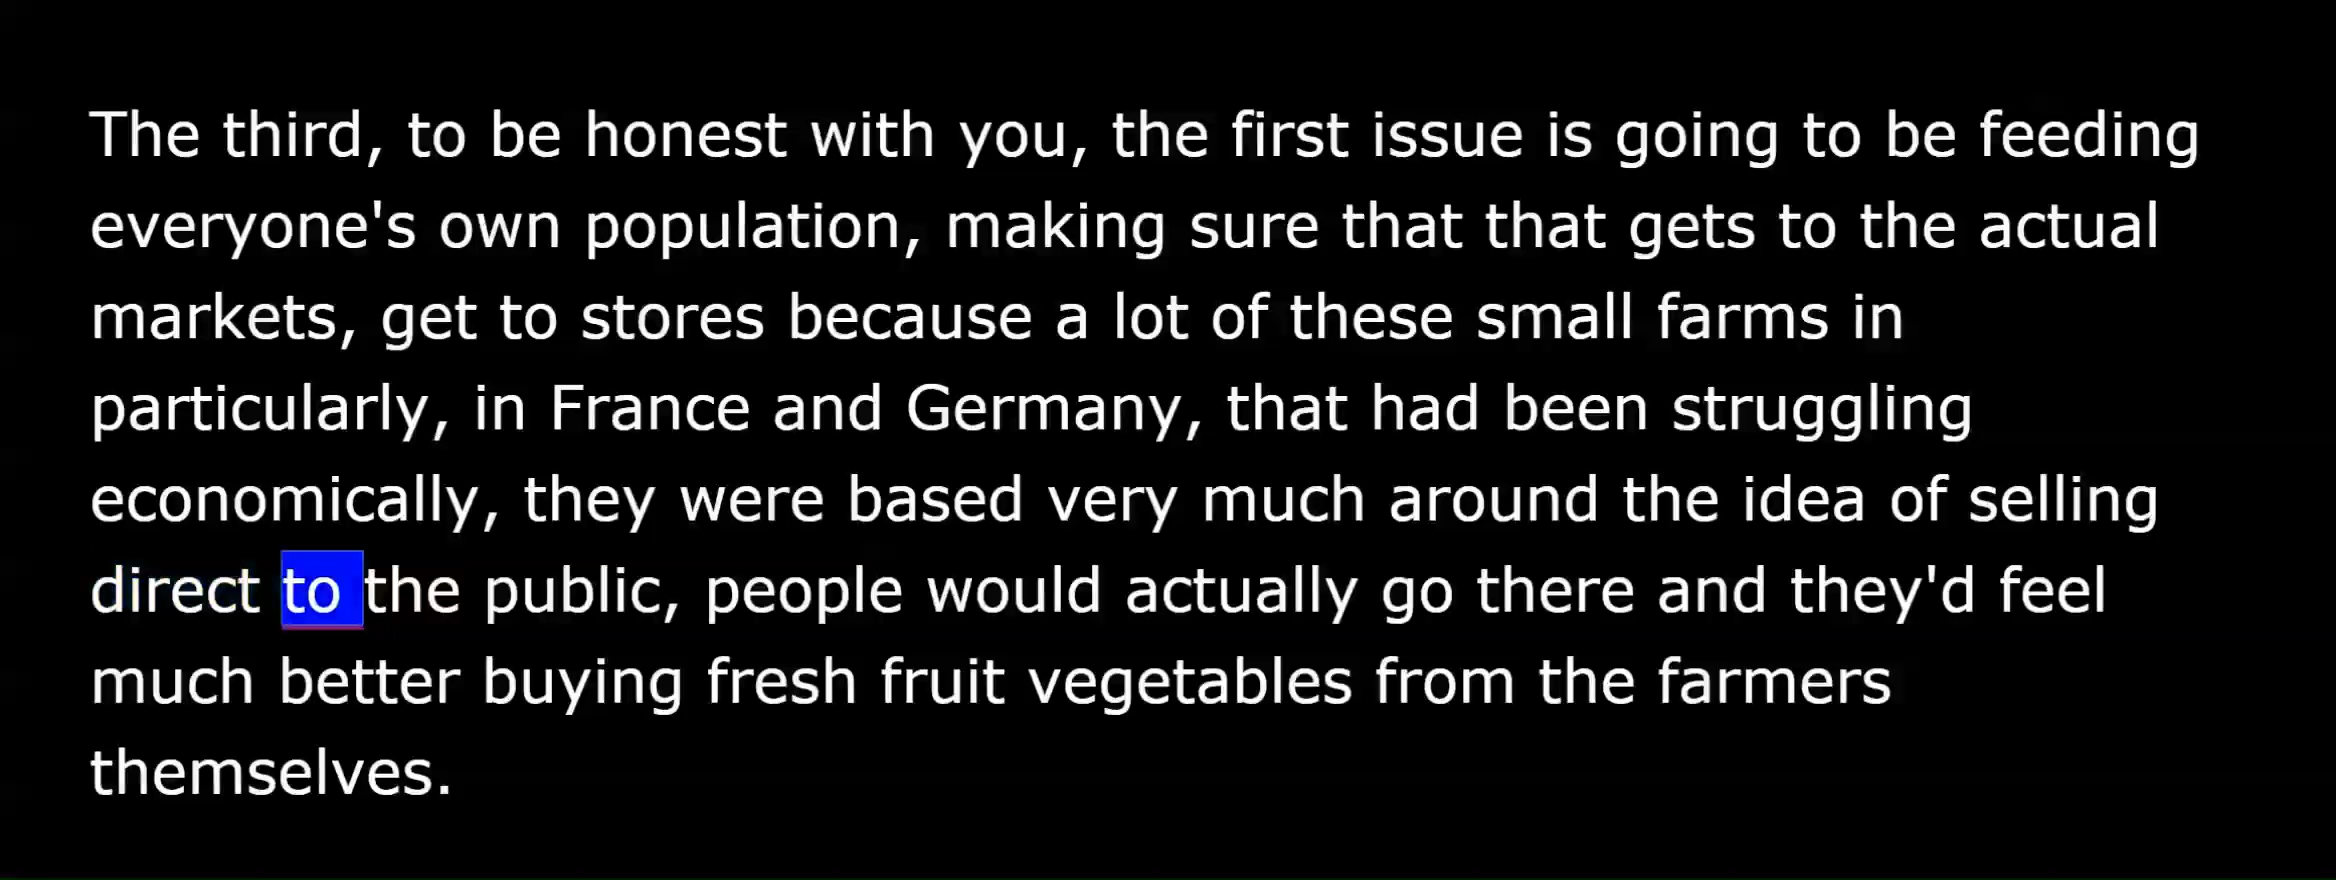 The third, to be honest with you, the first issue is going to be feeding
everyone's own population, making sure that that gets to the actual
markets, get to stores because a lot of these small farms in
particularly, in France and Germany, that had been struggling
economically, they were based very much around the idea of selling
direct to the public, people would actually go there and they'd feel
much better buying fresh fruit vegetables from the farmers
themselves.